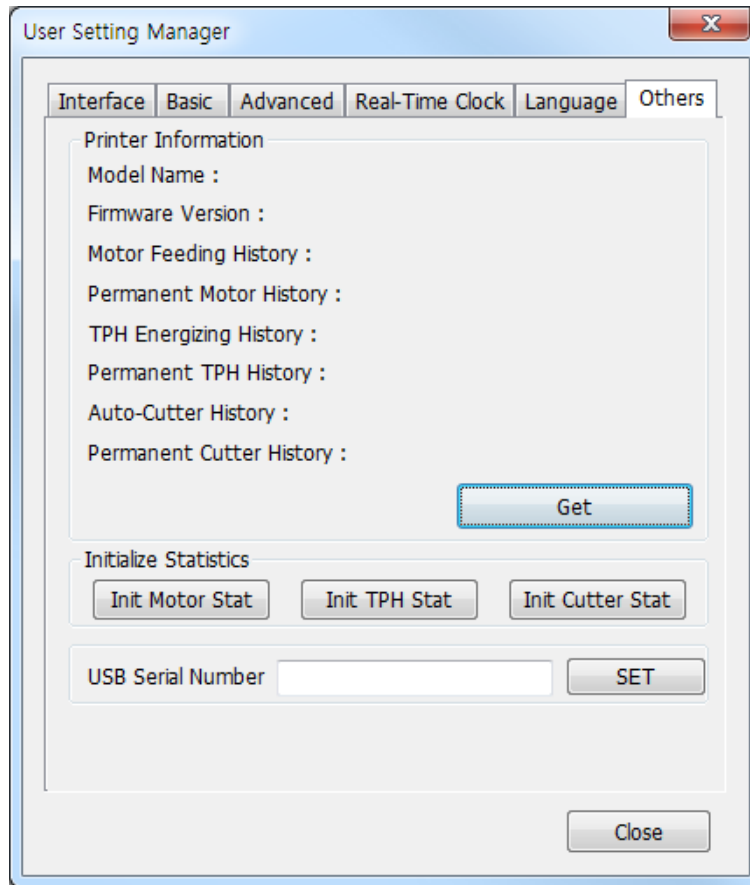 User Setting Manager
Interface Basic Advanced Real-Time Clock Language Others
Printer Information
Model Name :
Firmware Version :
Motor Feeding History :
Permanent Motor History :
TPH Energizing History :
Permanent TPH History :
Auto-Cutter History :
Permanent Cutter History :
Get
Initialize Statistics
Init Motor Stat Init TPH Stat Init Cutter Stat
USB Serial Number SET
Close